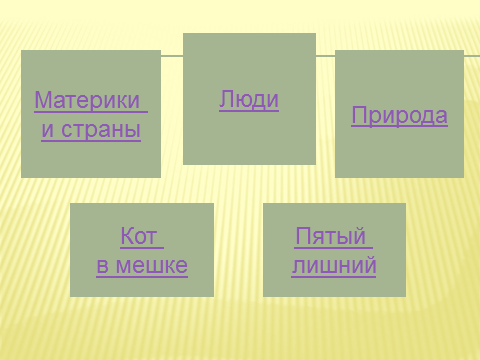 Материки
и страны
Люди
Природа
Кот
в мешке
Пятый
лишний